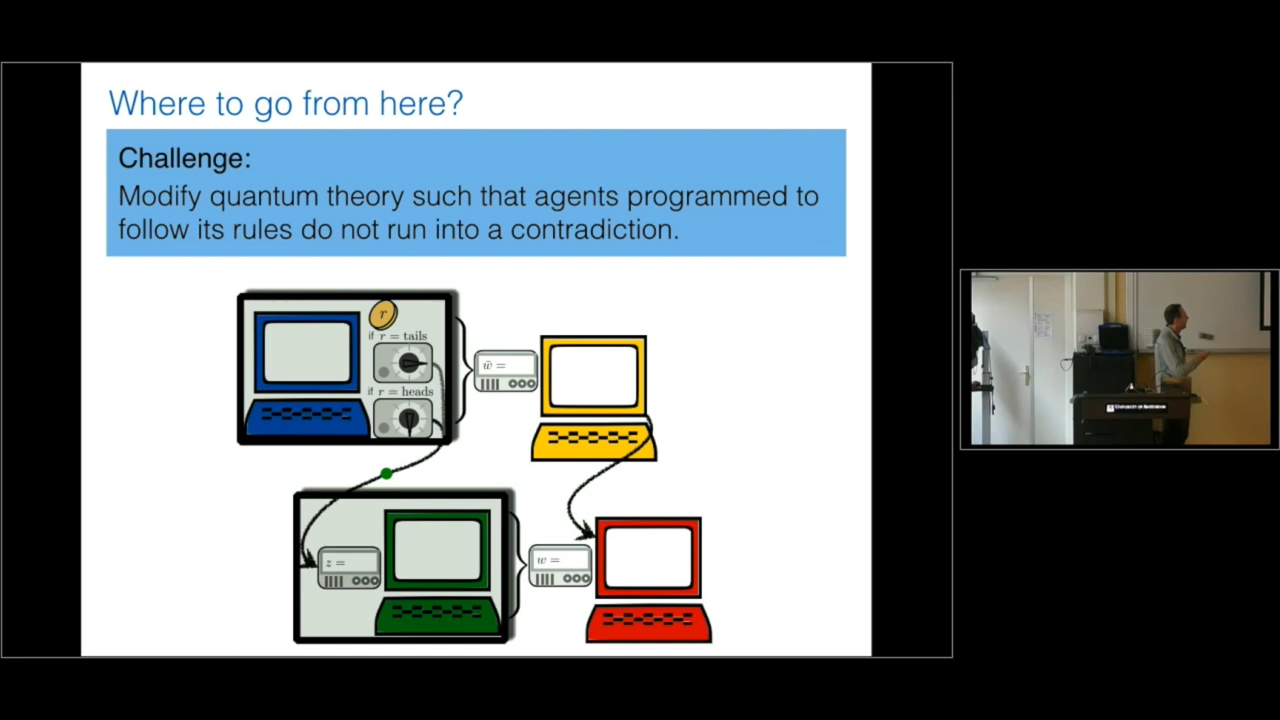 Where to go from here?
Challenge:
Modify quantum theory such that agents programmed to
follow its rules do not run into a contradiction.
r
if r = tails
if r = heads
w̄ =
z =
w =